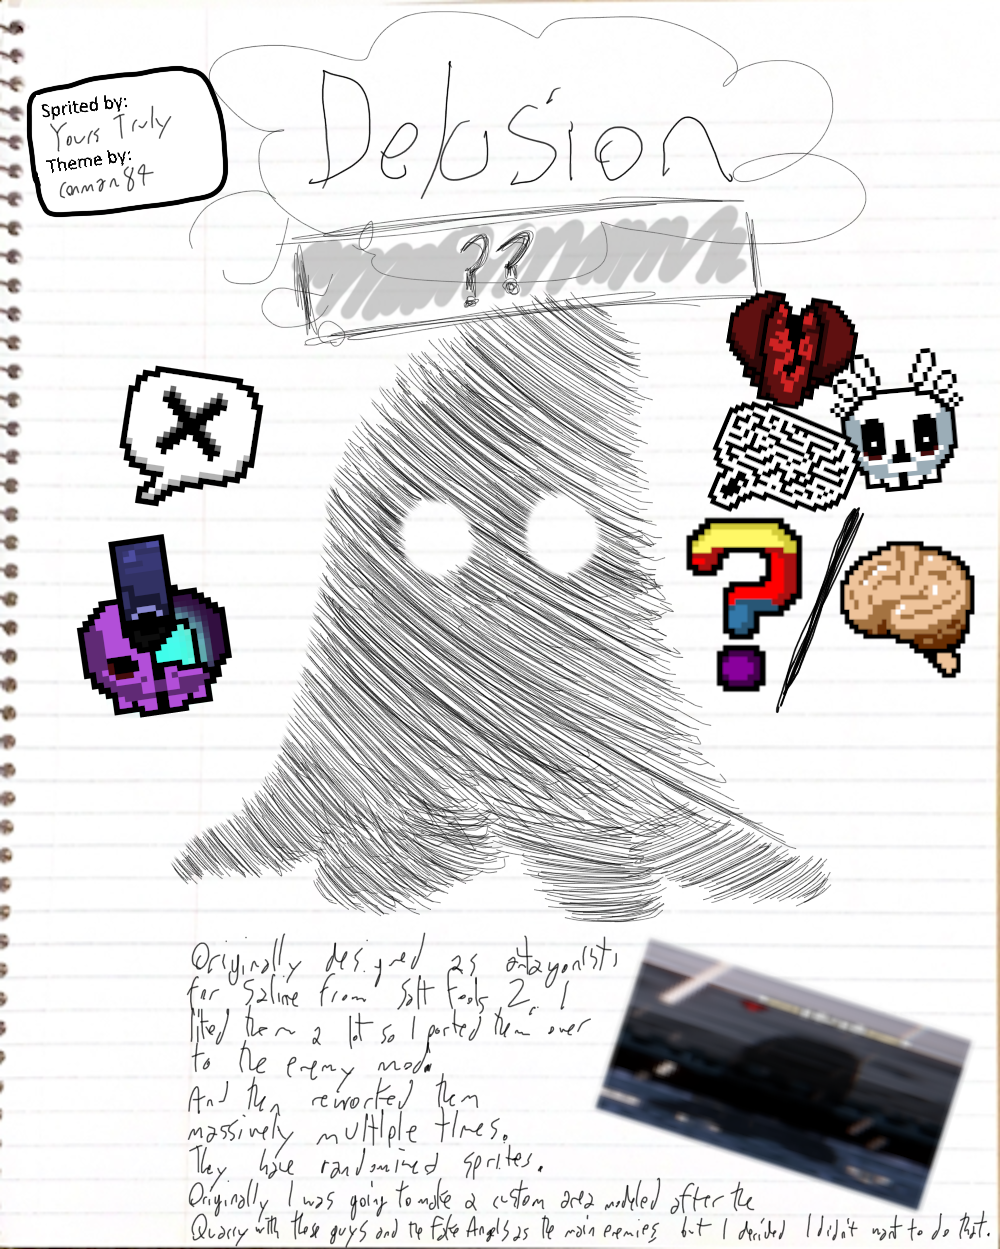 Delusion
Sprited by:
Yours Truly
Theme by:
conman84
??
Originally designed as antagonists
for Saline from Salt Fools 2. I
liked them a lot so I ported them over
to the enemy mod.
And then reworked them
massively multiple times.
They have randomized sprites.
Originally I was going to make a custom area modeled after the
Quarry with these guys and the Fake Angels as the main enemies, but I decided I didn't want to do that.